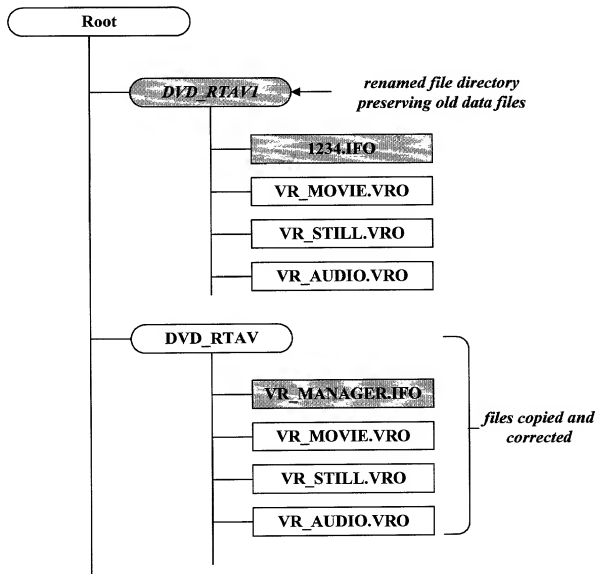 Root
DVD_RTAV1
renamed file directory
preserving old data files
1234.IFO
VR_MOVIE.VRO
VR_STILL.VRO
VR_AUDIO.VRO
DVD_RTAV
VR_MANAGER.IFO
VR_MOVIE.VRO
files copied and
corrected
VR_STILL.VRO
VR_AUDIO.VRO